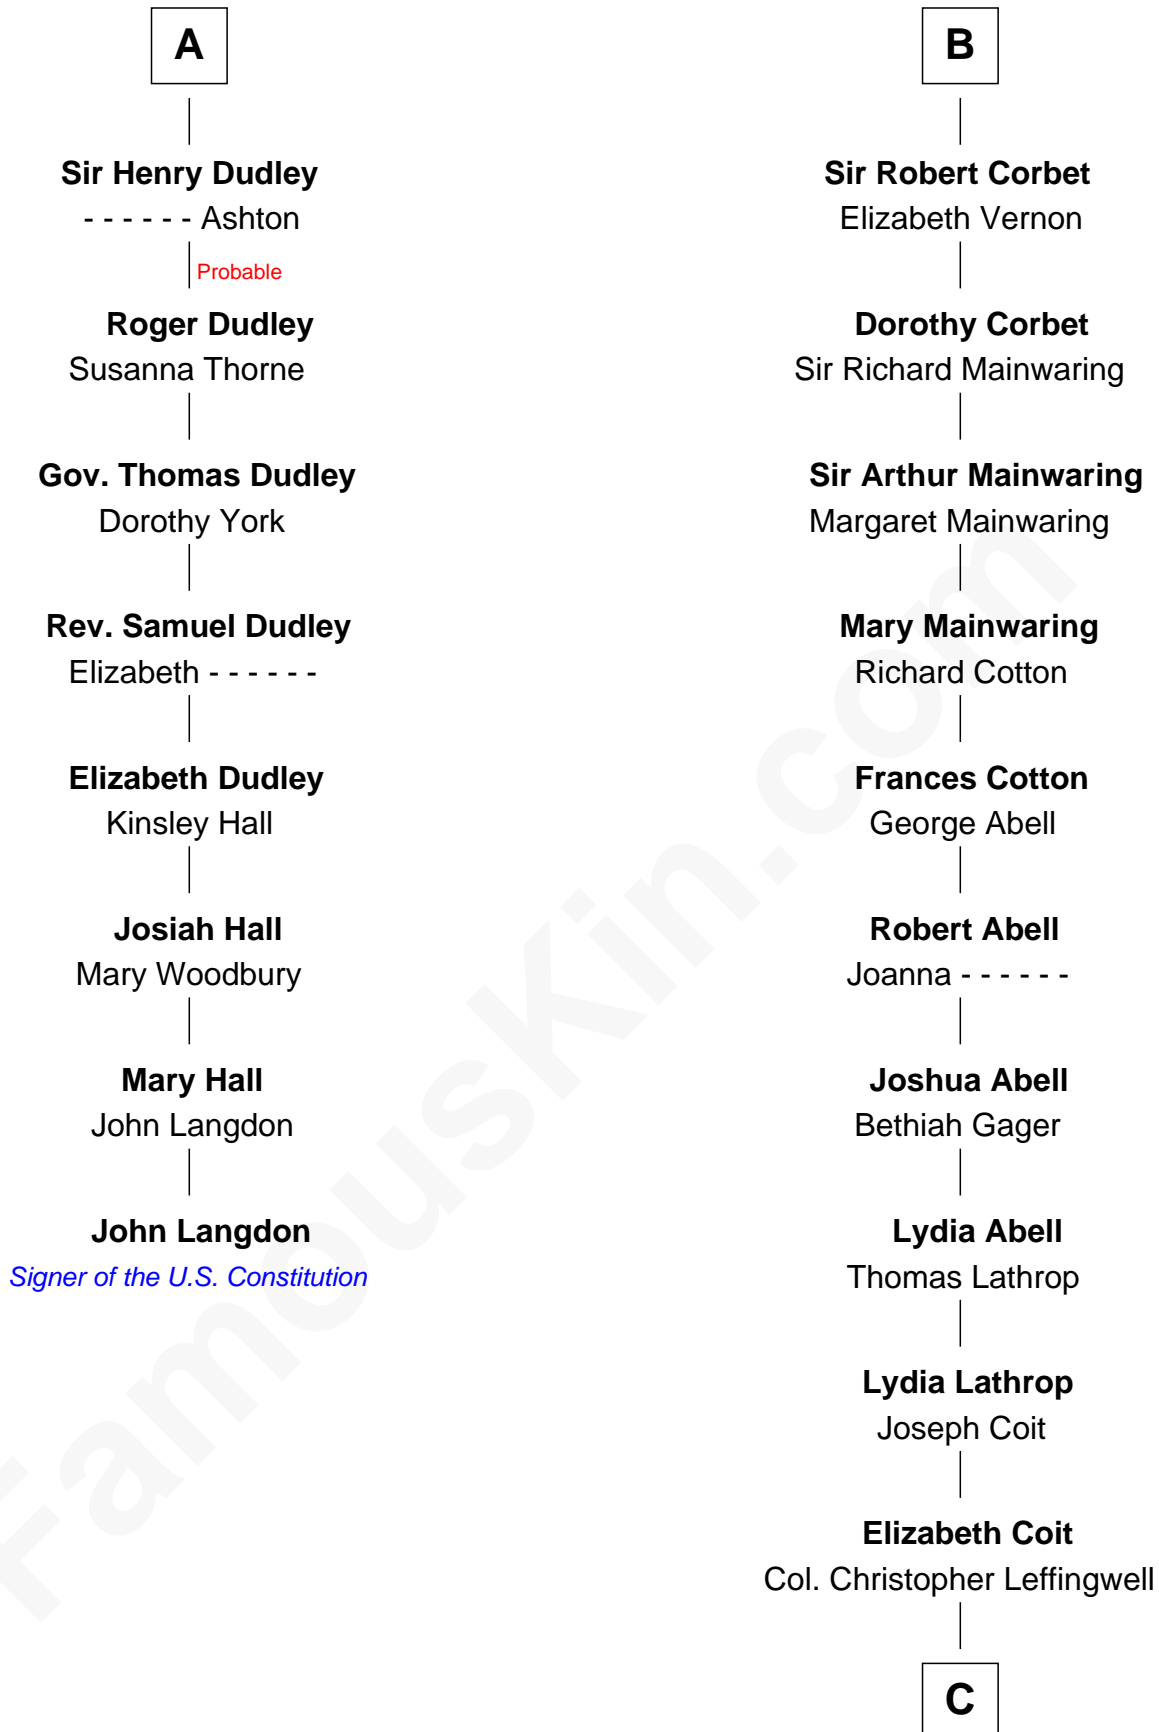 A
Sir Henry Dudley
- - - - - - Ashton
Probable
Roger Dudley
Susanna Thorne
Gov. Thomas Dudley
Dorothy York
Rev. Samuel Dudley
Elizabeth - - - - - -
Elizabeth Dudley
Kinsley Hall
Josiah Hall
Mary Woodbury
Mary Hall
John Langdon
John Langdon
Signer of the U.S. Constitution
B
Sir Robert Corbet
Elizabeth Vernon
Dorothy Corbet
Sir Richard Mainwaring
Sir Arthur Mainwaring
Margaret Mainwaring
Mary Mainwaring
Richard Cotton
Frances Cotton
George Abell
Robert Abell
Joanna - - - - - -
Joshua Abell
Bethiah Gager
Lydia Abell
Thomas Lathrop
Lydia Lathrop
Joseph Coit
Elizabeth Coit
Col. Christopher Leffingwell
C
FamousKin.com